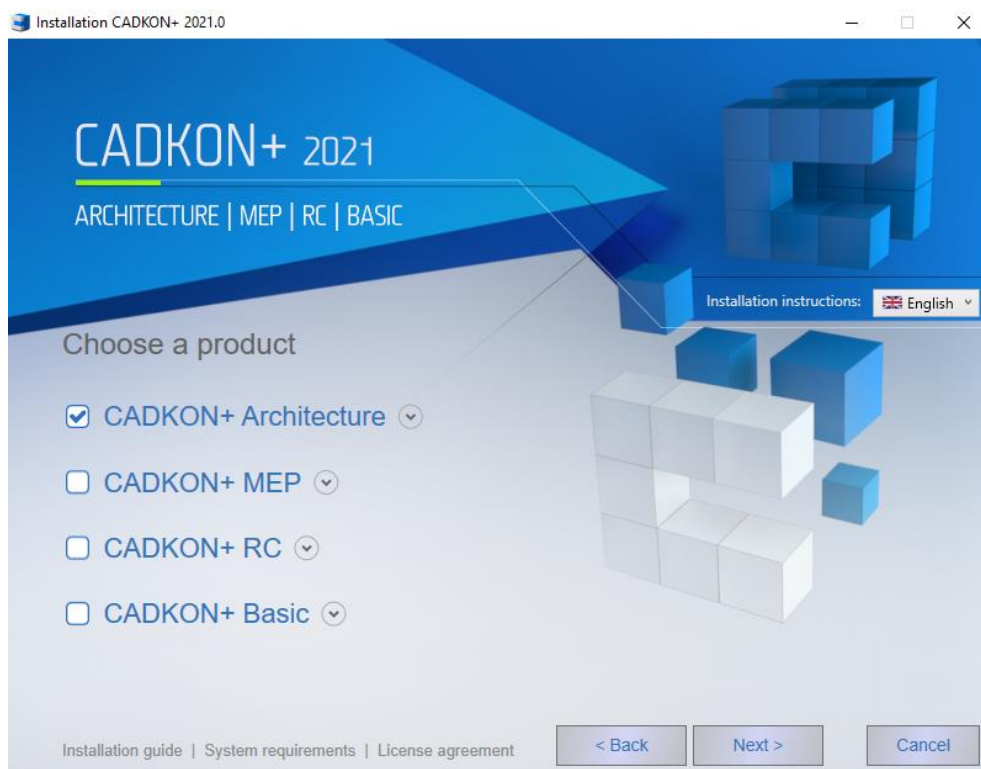 Installation CADKON+ 2021.0
CADKON+ 2021
ARCHITECTURE | MEP | RC | BASIC
Installation instructions:
English
Choose a product
CADKON+ Architecture
CADKON+ MEP
CADKON+ RC
CADKON+ Basic
Installation guide | System requirements | License agreement
< Back
Next >
Cancel